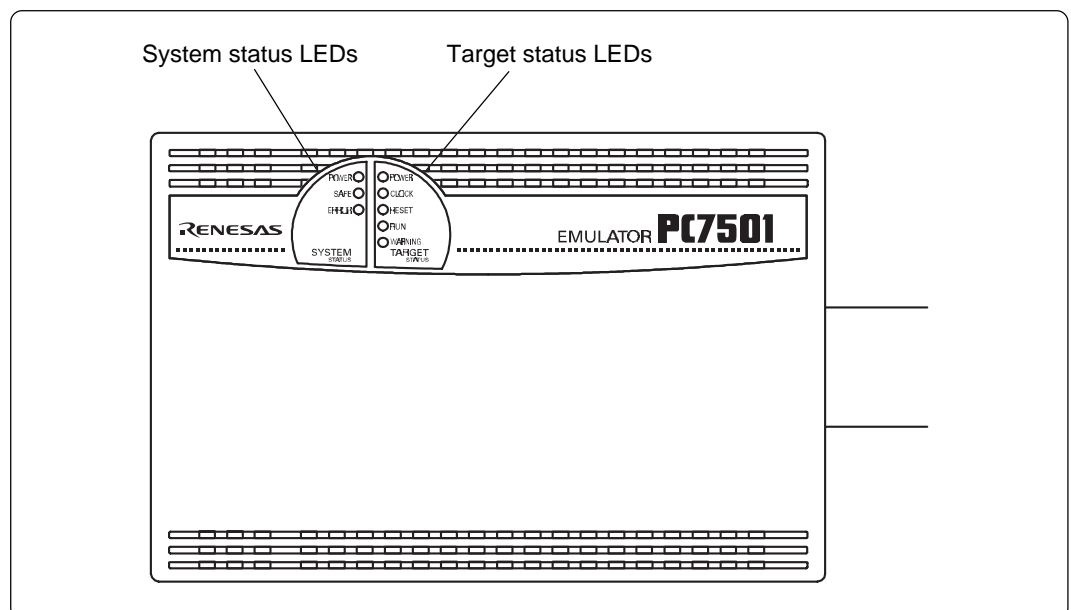 System status LEDs
Target status LEDs
POWER
SAFE
ERROR
SYSTEM
STATUS
POWER
CLOCK
RESET
RUN
WARNING
TARGET
STATUS
RENESAS
EMULATOR PC7501